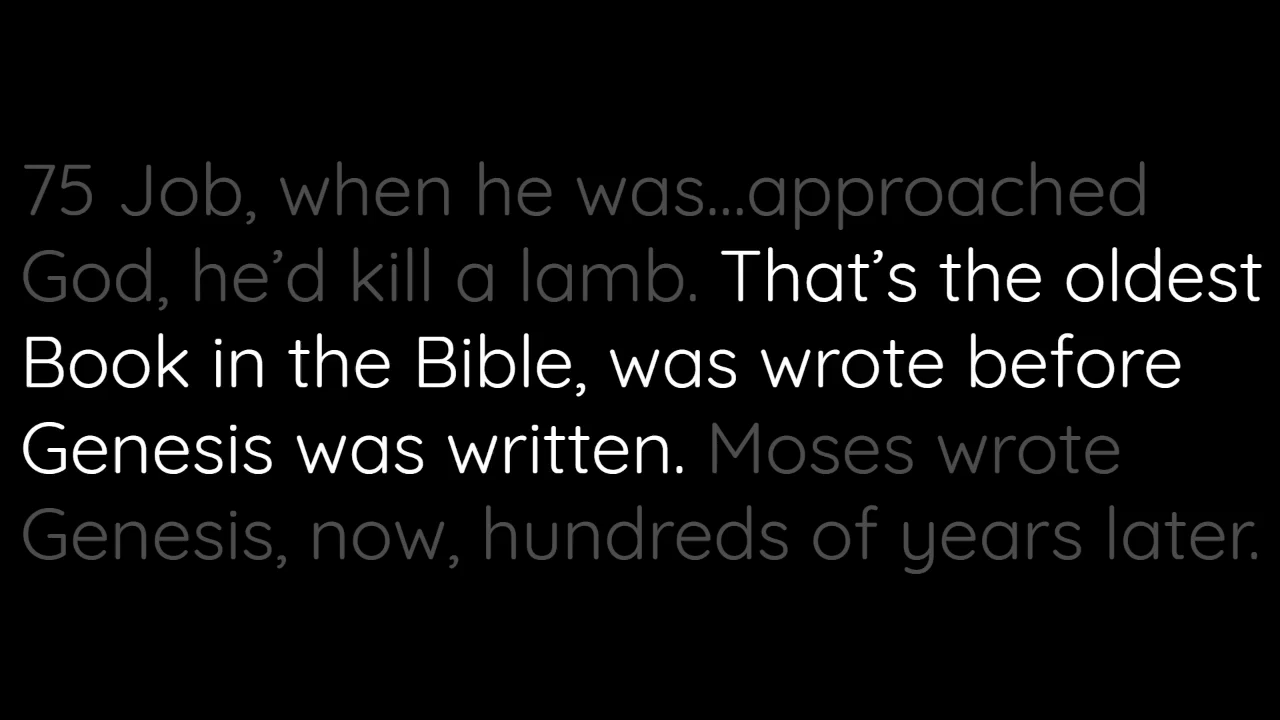 75 Job, when he was...approached
God, he’d kill a lamb. That’s the oldest
Book in the Bible, was wrote before
Genesis was written. Moses wrote
Genesis, now, hundreds of years later.